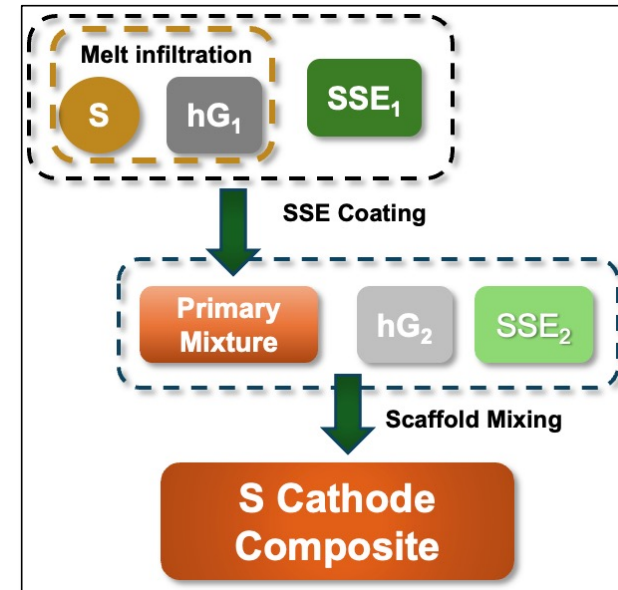 Melt infiltration
S
hG₁
SSE₁
SSE Coating
Primary
Mixture
hG₂
SSE₂
Scaffold Mixing
S Cathode
Composite